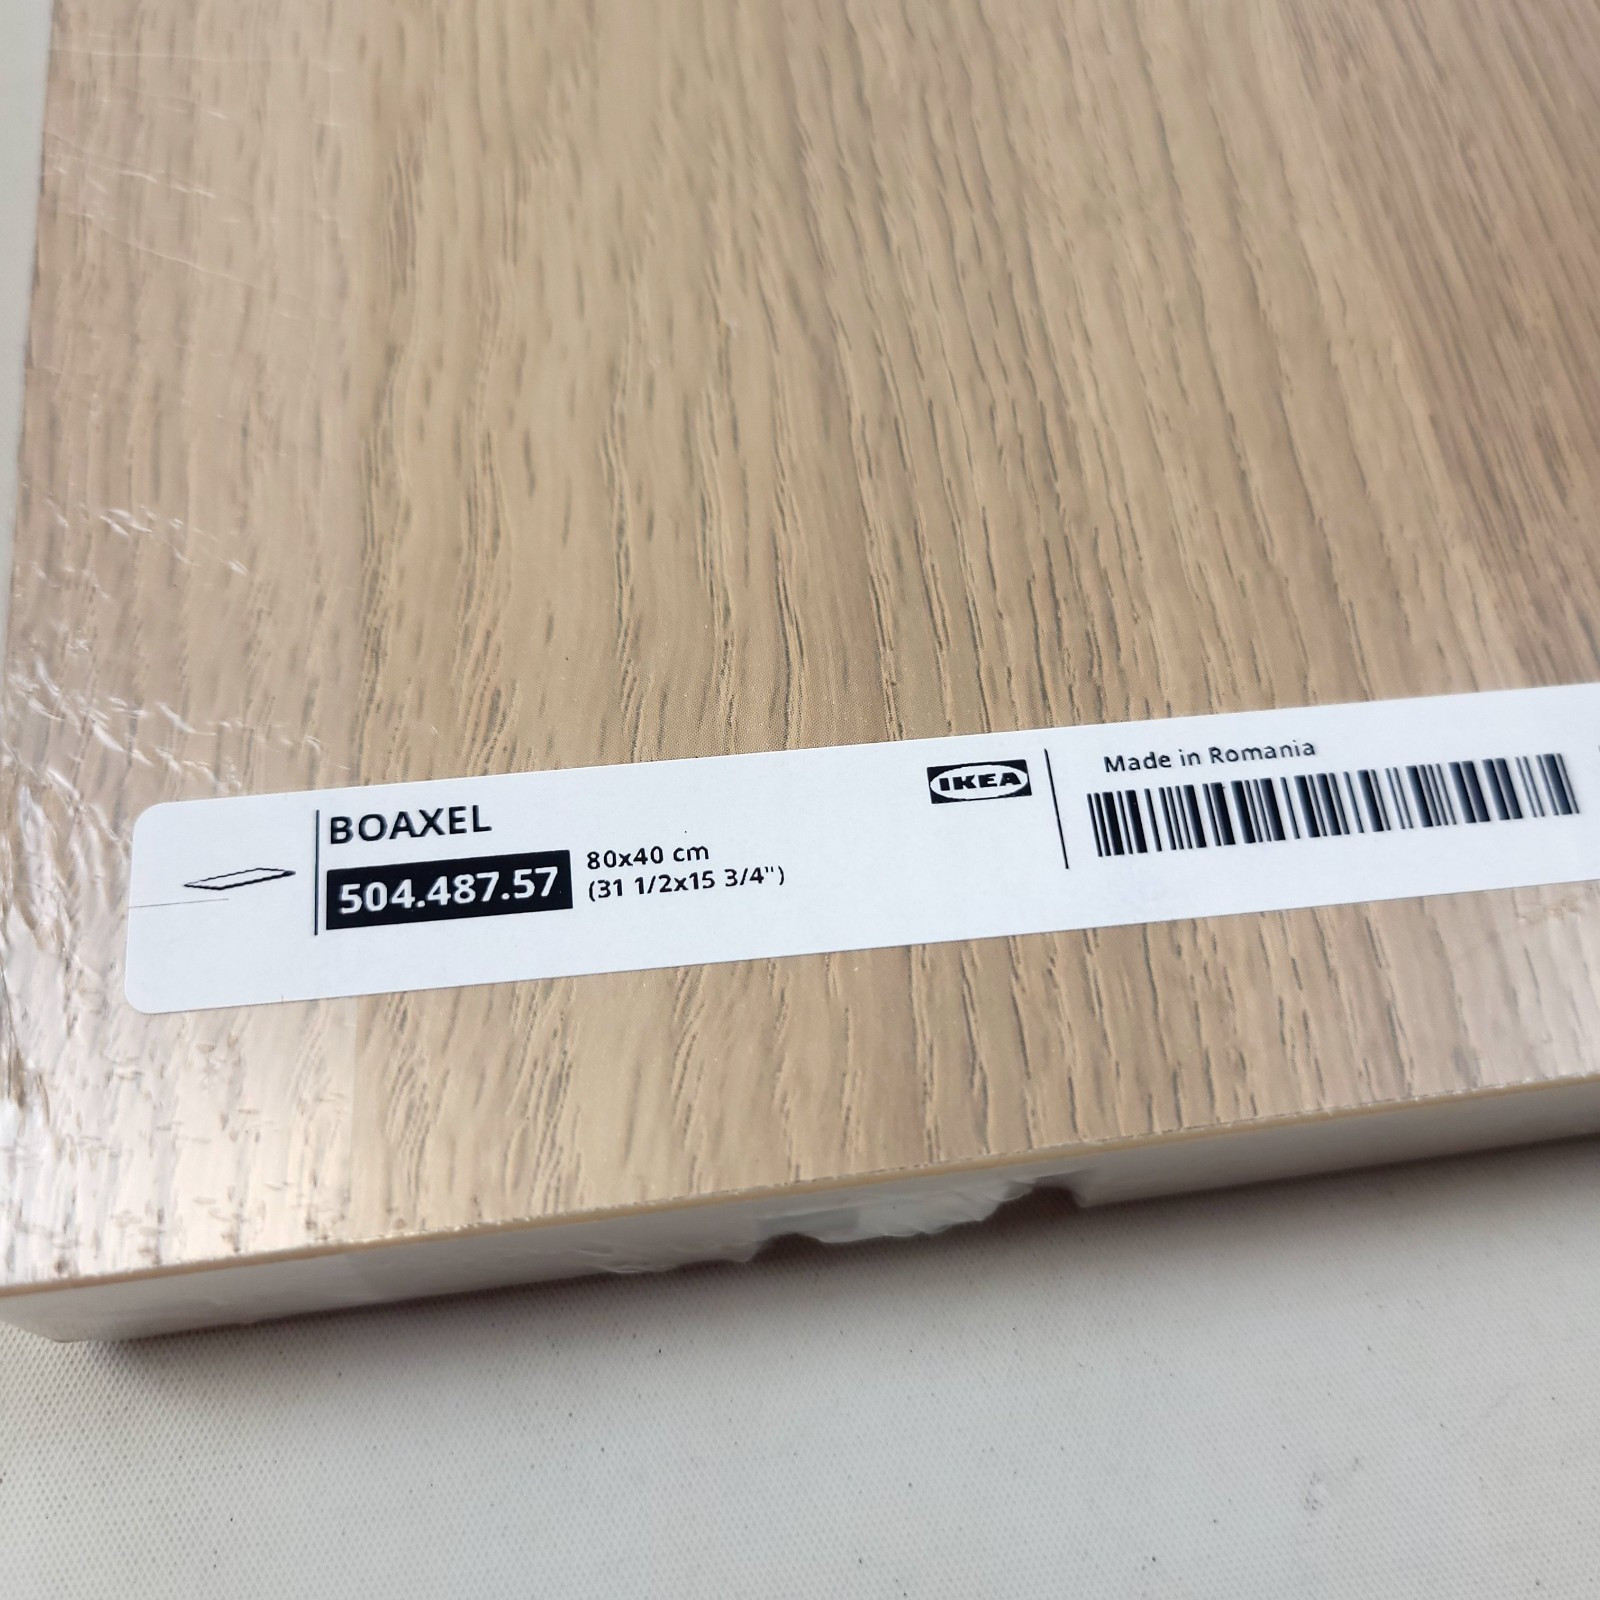 BOAXEL
504.487.57
80x40 cm
(31 1/2x15 3/4")
IKEA
Made in Romania